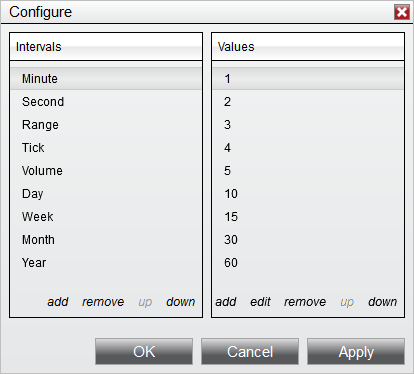 Configure
Intervals
Minute
Second
Range
Tick
Volume
Day
Week
Month
Year
add remove up down
Values
1
2
3
4
5
10
15
30
60
add edit remove up down
OK Cancel Apply